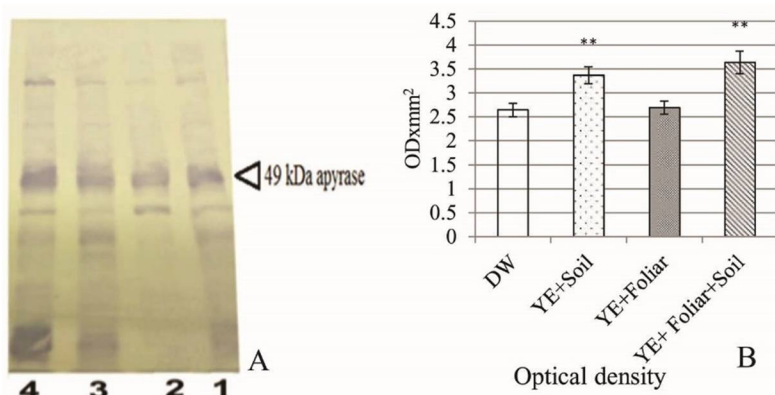 49 kDa apyrase
A
4 3 2 1
B
4.5
4
3.5
3
2.5
2
1.5
1
0.5
0
ODxmm²
**
**
DW
YE+Soil
YE+Foliar
YE+ Foliar+Soil
Optical density